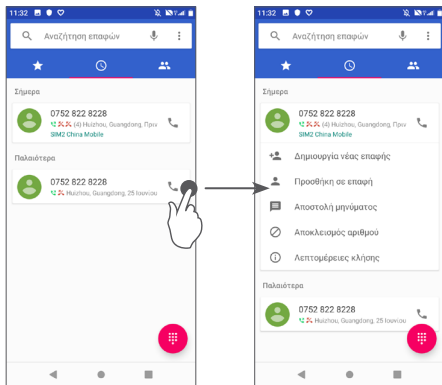 11:32
Αναζήτηση επαφών
Σήμερα
0752 822 8228
(4) Huizhou, Guangdong, Πριν
SIM2 China Mobile
Παλαιότερα
0752 822 8228
Huizhou, Guangdong, 25 Ιουνίου
11:32
Αναζήτηση επαφών
Σήμερα
0752 822 8228
(4) Huizhou, Guangdong, Πριν
SIM2 China Mobile
Δημιουργία νέας επαφής
Προσθήκη σε επαφή
Αποστολή μηνύματος
Αποκλεισμός αριθμού
Λεπτομέρειες κλήσης
Παλαιότερα
0752 822 8228
Huizhou, Guangdong, 25 Ιουνίου